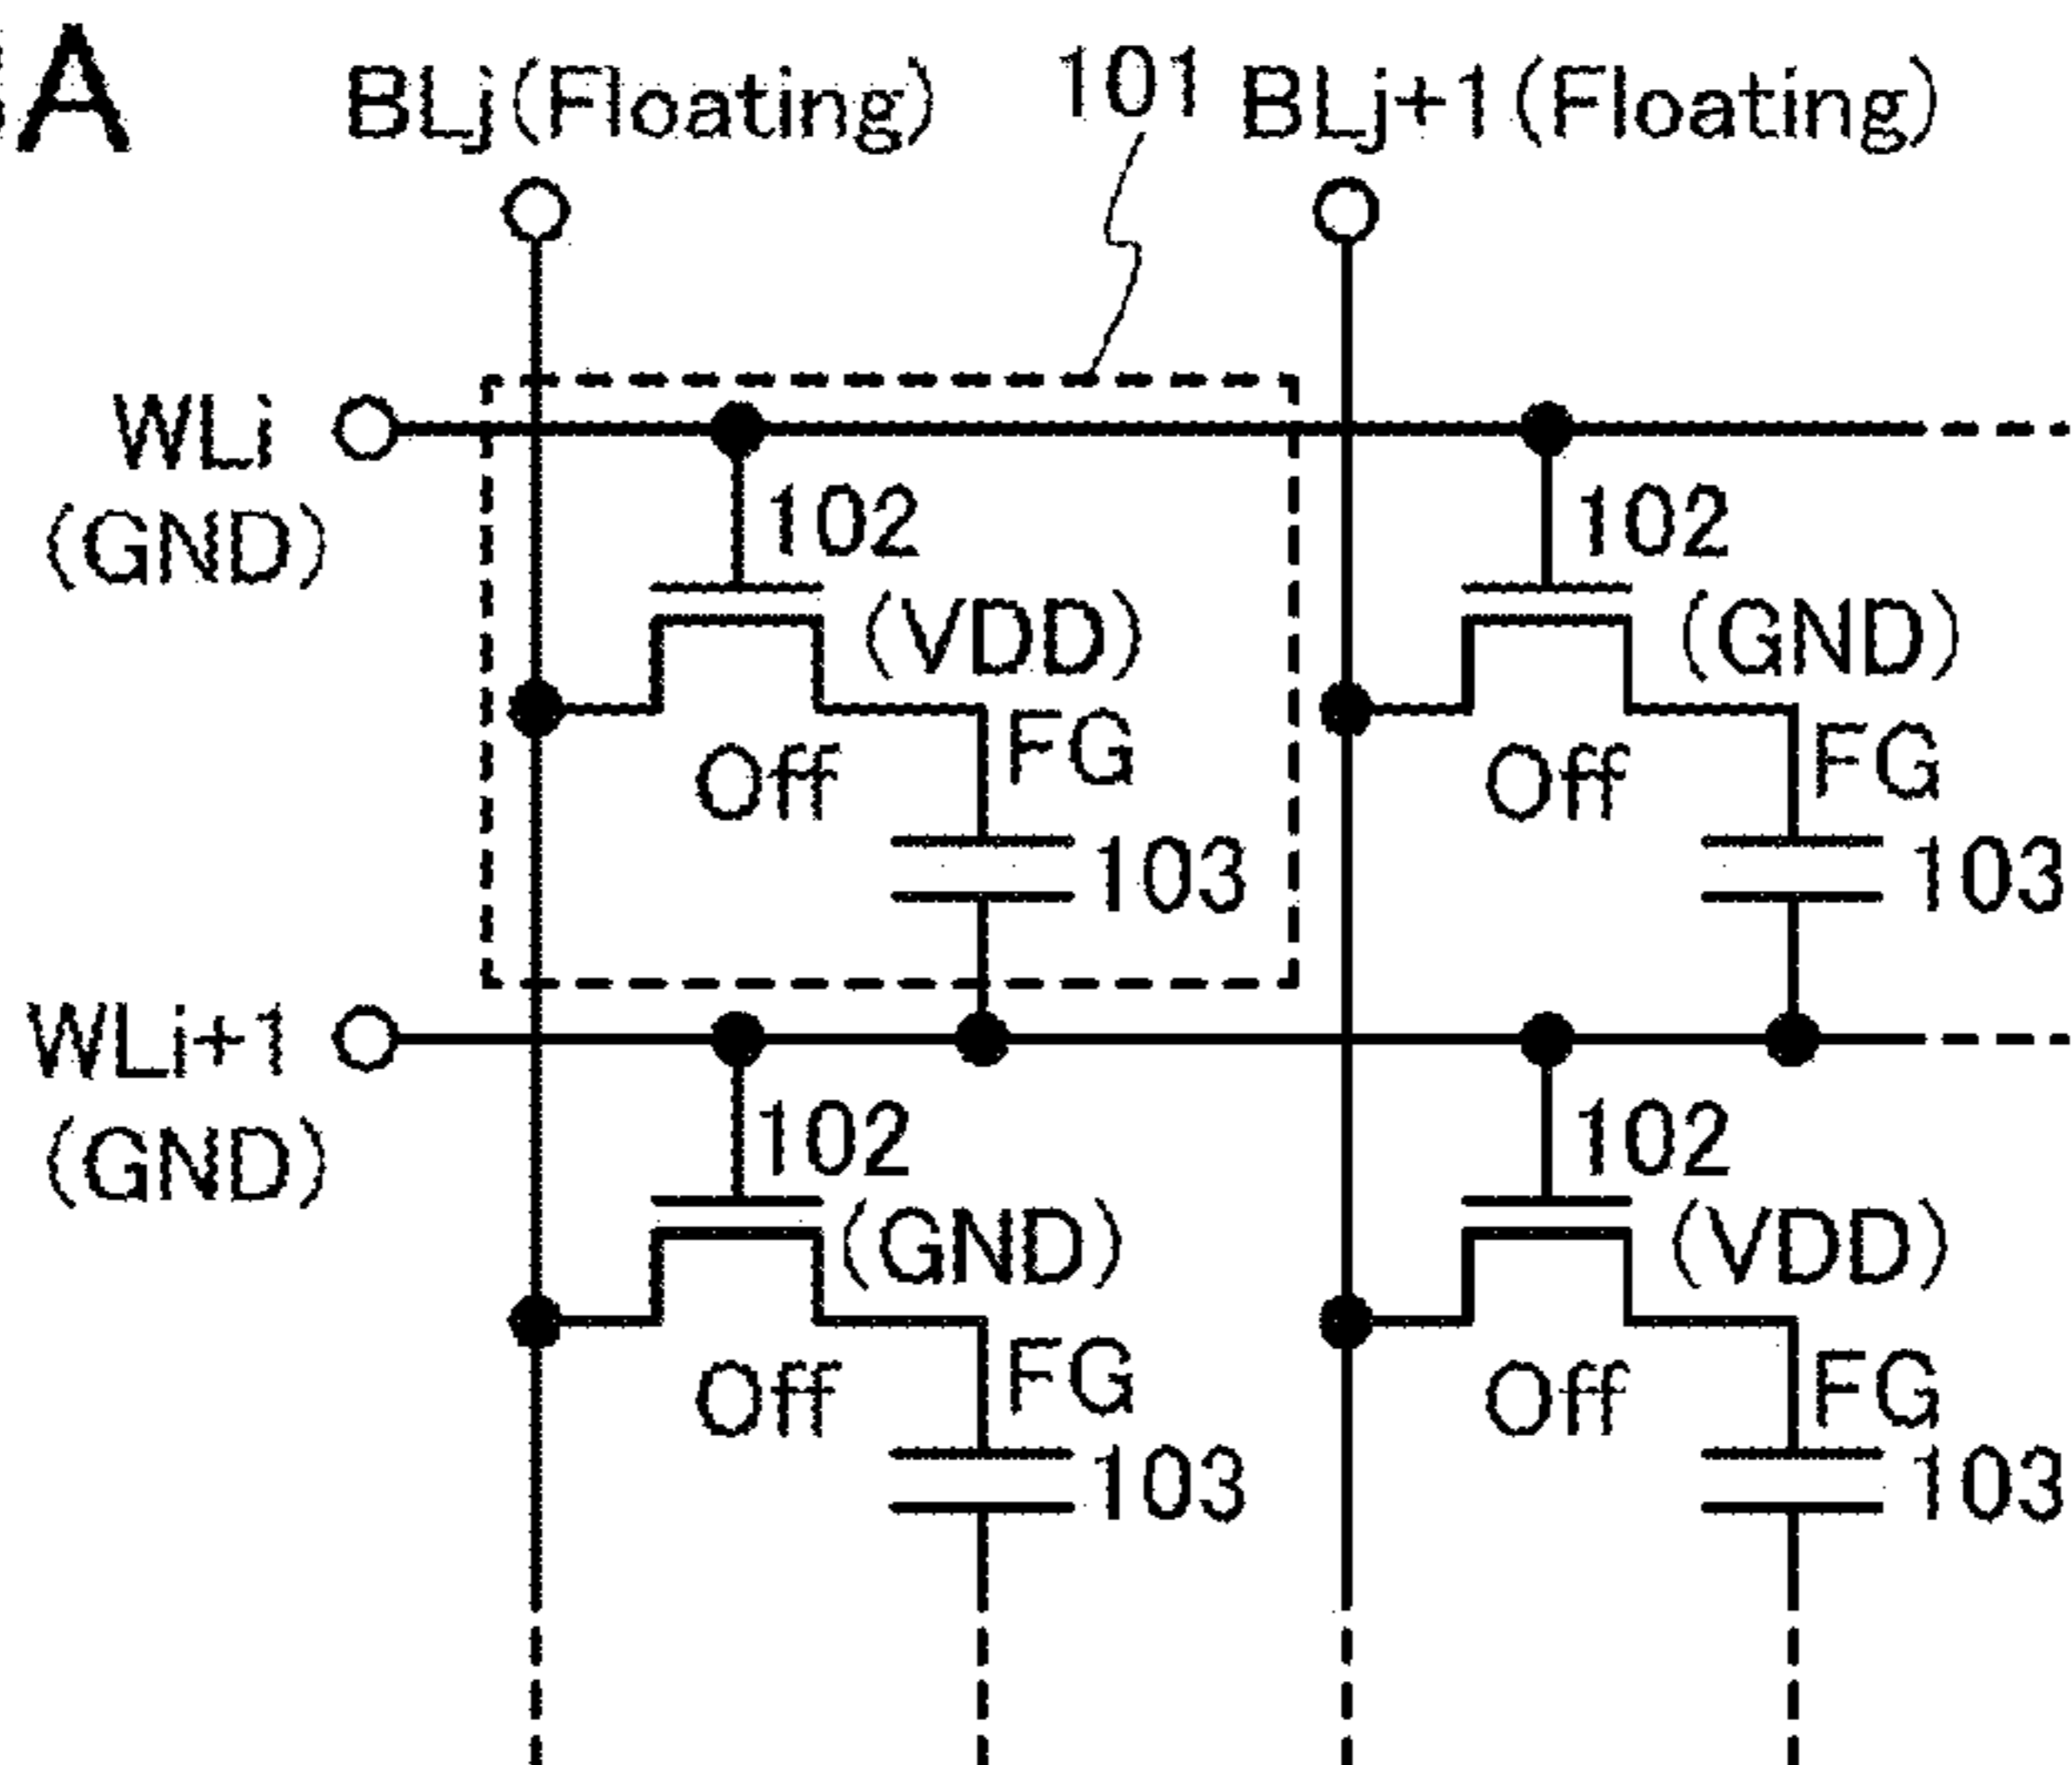 A
BLj(Floating) 101 BLj+1(Floating)
WLi
(GND)
102 102
(VDD) (GND)
FG FG
Off Off
103 103
WLi+1
(GND)
102 102
(GND) (VDD)
FG FG
Off Off
103 103